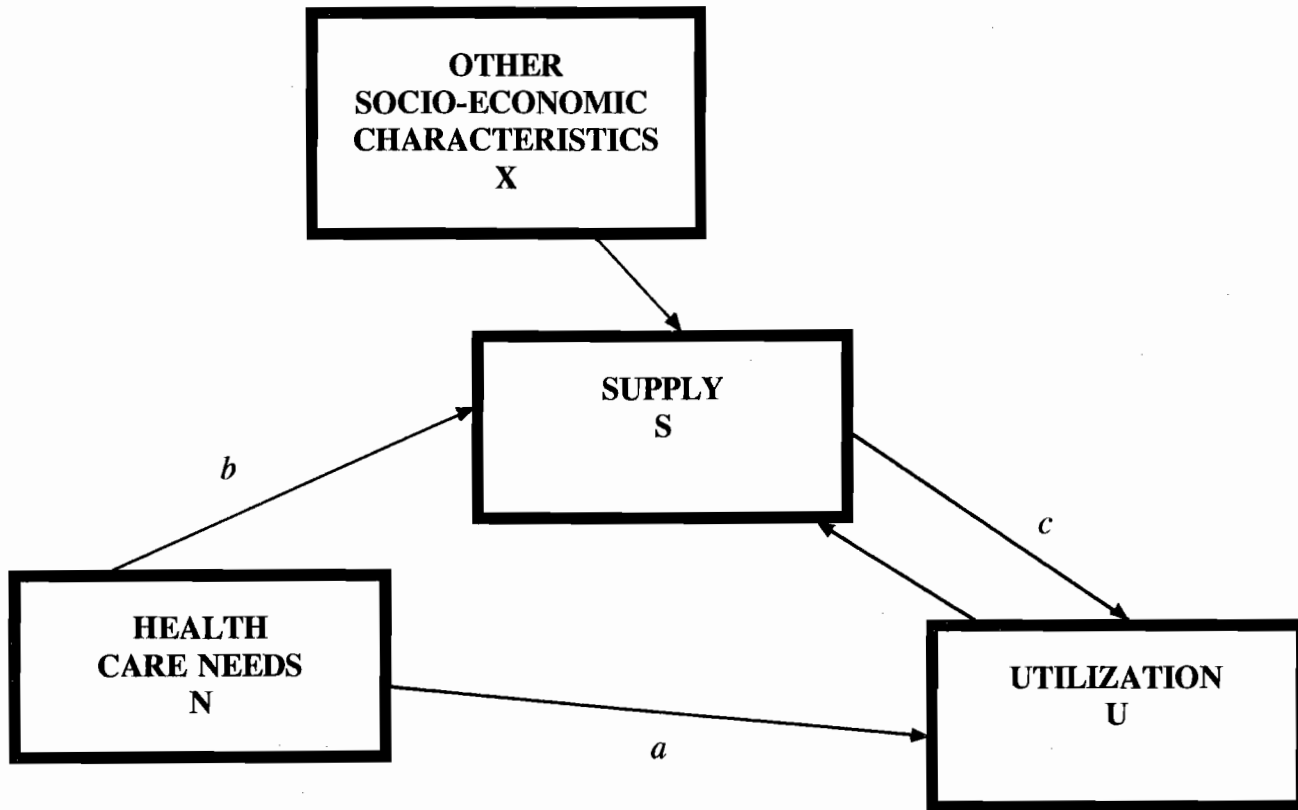 OTHER
SOCIO-ECONOMIC
CHARACTERISTICS
X
SUPPLY
S
b
c
HEALTH
CARE NEEDS
N
UTILIZATION
U
a